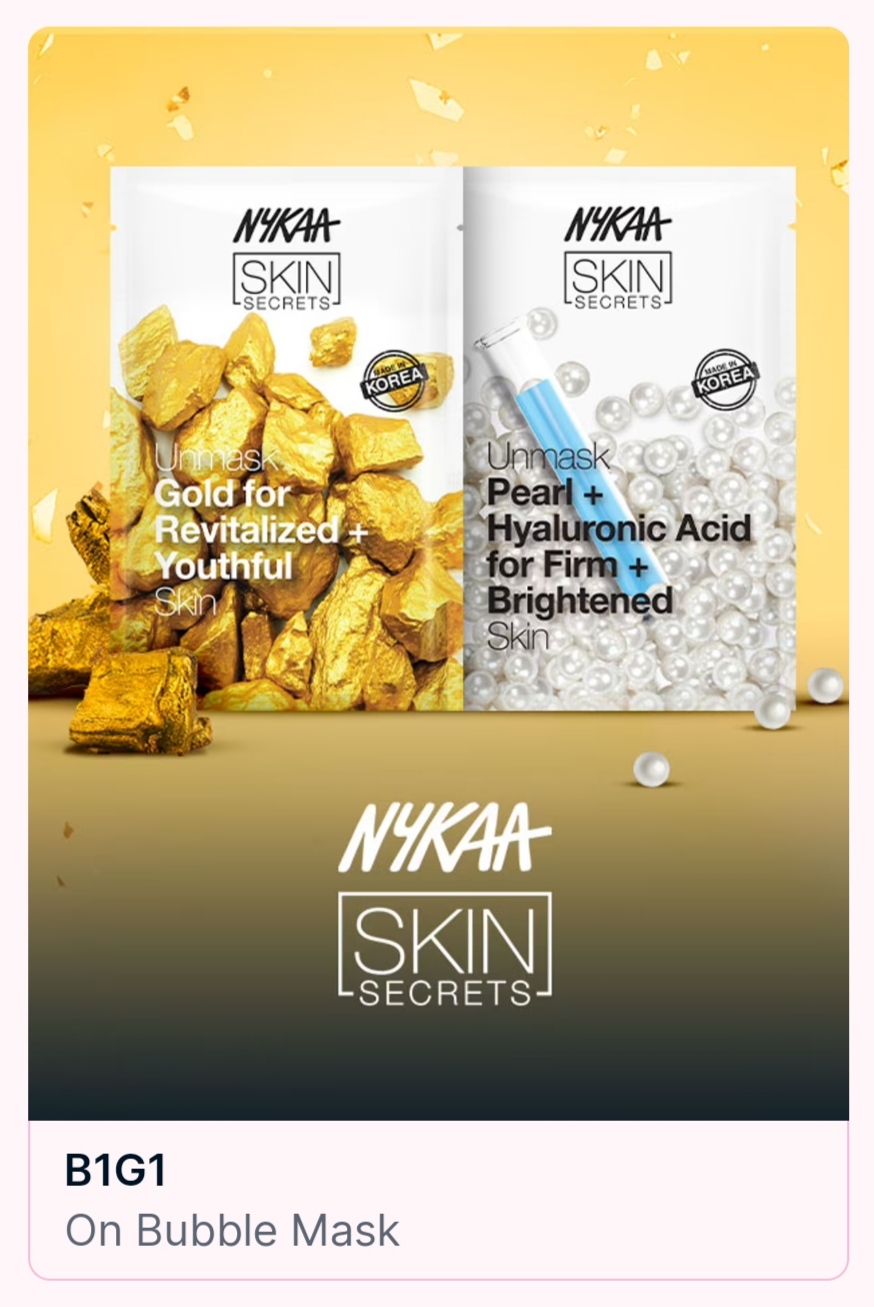 NYKAA
SKIN
SECRETS
MADE IN
KOREA
Unmask
Gold for
Revitalized +
Youthful
Skin
NYKAA
SKIN
SECRETS
MADE IN
KOREA
Unmask
Pearl +
Hyaluronic Acid
for Firm +
Brightened
Skin
NYKAA
SKIN
SECRETS
B1G1
On Bubble Mask